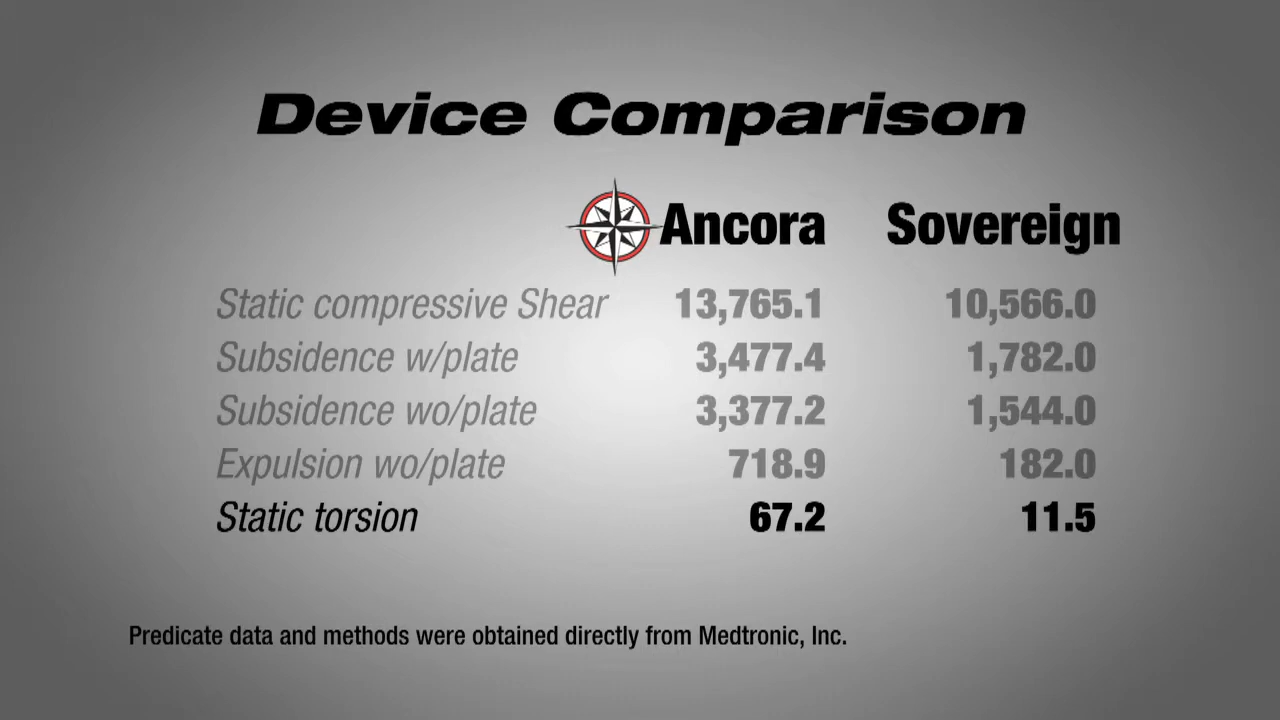 Device Comparison
Ancora Sovereign
Static compressive Shear 13,765.1 10,566.0
Subsidence w/plate 3,477.4 1,782.0
Subsidence wo/plate 3,377.2 1,544.0
Expulsion wo/plate 718.9 182.0
Static torsion 67.2 11.5
Predicate data and methods were obtained directly from Medtronic, Inc.